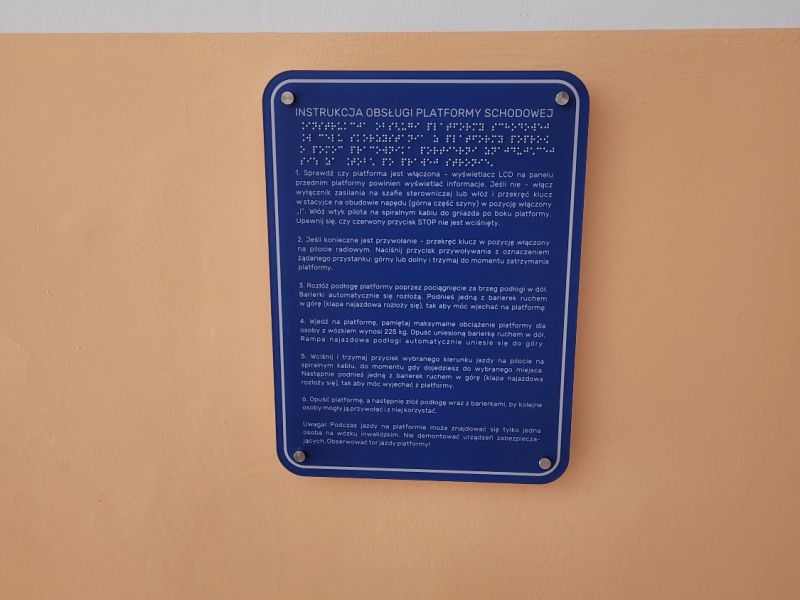 INSTRUKCJA OBSŁUGI PLATFORMY SCHODOWEJ
1. Sprawdź czy platforma jest włączona - wyświetlacz LCD na panelu
przednim platformy powinien wyświetlać informacje. Jeśli nie - włącz
wyłącznik zasilania na szafie sterowniczej lub włóż i przekręć klucz
w stacyjce na obudowie napędu (górna część szyny) w pozycję włączony
„I". Włóż wtyk pilota na spiralnym kablu do gniazda po boku platformy.
Upewnij się, czy czerwony przycisk STOP nie jest wciśnięty.
2. Jeśli konieczne jest przywołanie - przekręć klucz w pozycję włączony
na pilocie radiowym. Naciśnij przycisk przywoływania z oznaczeniem
żądanego przystanku: górny lub dolny i trzymaj do momentu zatrzymania
platformy.
3. Rozłóż podłogę platformy poprzez pociągnięcie za brzeg podłogi w dół.
Barierki automatycznie się rozłożą. Podnieś jedną z barierek ruchem
w górę (klapa najazdowa rozłoży się), tak aby móc wjechać na platformę.
4. Wjedź na platformę, pamiętaj maksymalne obciążenie platformy dla
osoby z wózkiem wynosi 225 kg. Opuść uniesioną barierkę ruchem w dół.
Rampa najazdowa podłogi automatycznie uniesie się do góry.
5. Wciśnij i trzymaj przycisk wybranego kierunku jazdy na pilocie na
spiralnym kablu, do momentu gdy dojedziesz do wybranego miejsca.
Następnie podnieś jedną z barierek ruchem w górę (klapa najazdowa
rozłoży się), tak aby móc wyjechać z platformy.
6. Opuść platformę, a następnie złóż podłogę wraz z barierkami, by kolejne
osoby mogły ją przywołać i z niej korzystać.
Uwaga! Podczas jazdy na platformie może znajdować się tylko jedna
osoba na wózku inwalidzkim. Nie demontować urządzeń zabezpiecza-
jących. Obserwować tor jazdy platformy!